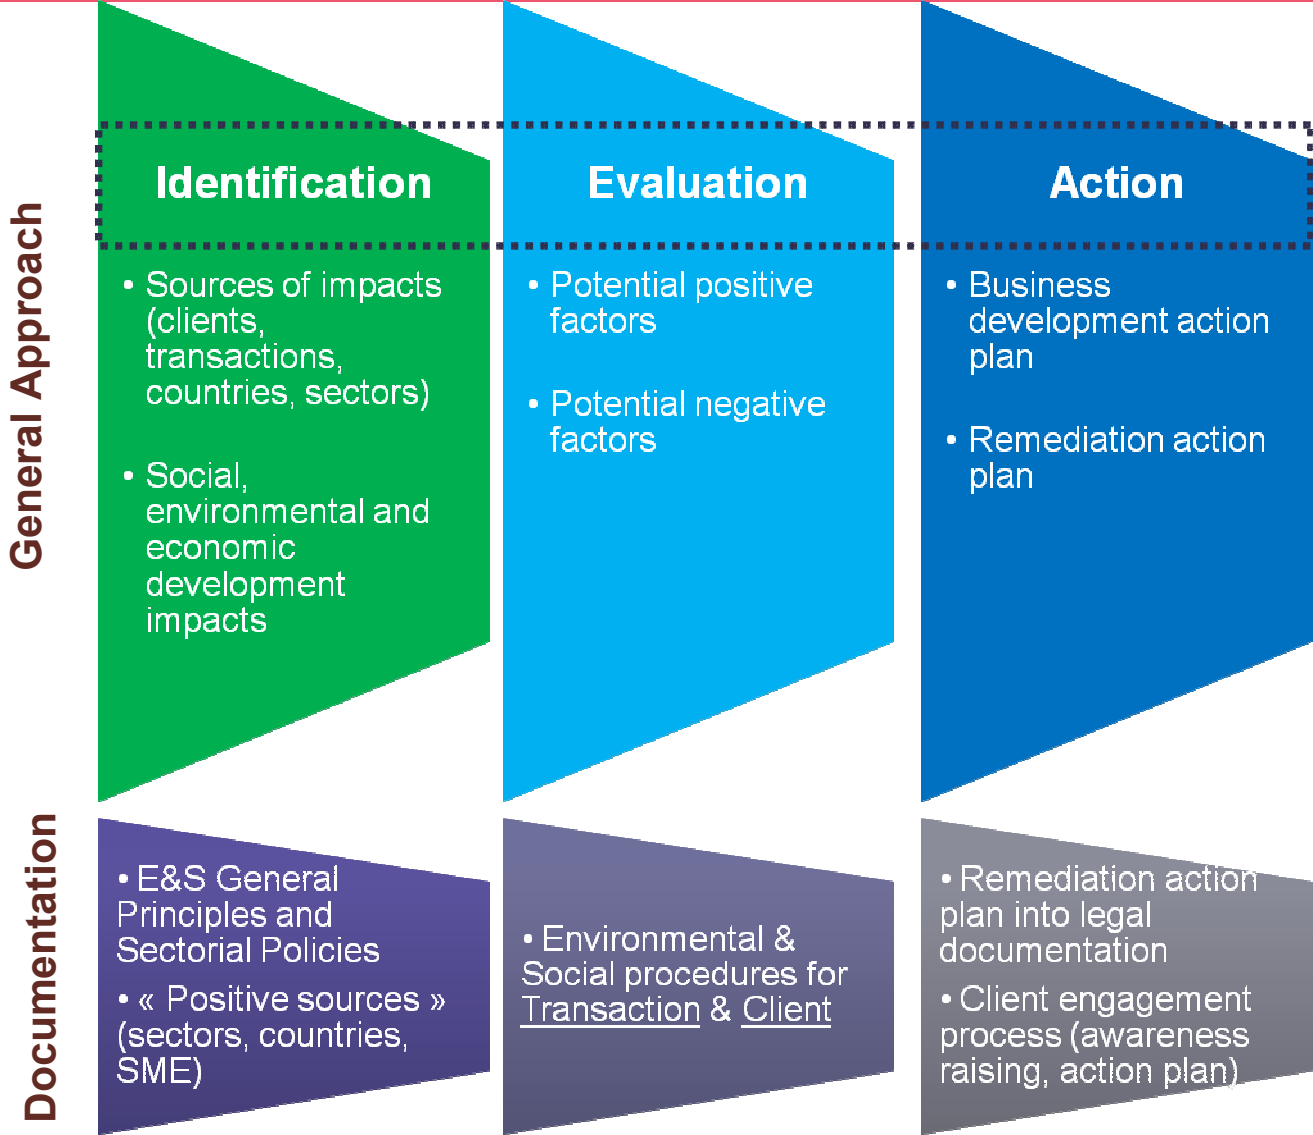 General Approach
Identification
• Sources of impacts
(clients,
transactions,
countries, sectors)
• Social,
environmental and
economic
development
impacts
Evaluation
• Potential positive
factors
• Potential negative
factors
Action
• Business
development action
plan
• Remediation action
plan
Documentation
• E&S General
Principles and
Sectorial Policies
• « Positive sources »
(sectors, countries,
SME)
• Environmental &
Social procedures for
Transaction & Client
• Remediation action
plan into legal
documentation
• Client engagement
process (awareness
raising, action plan)